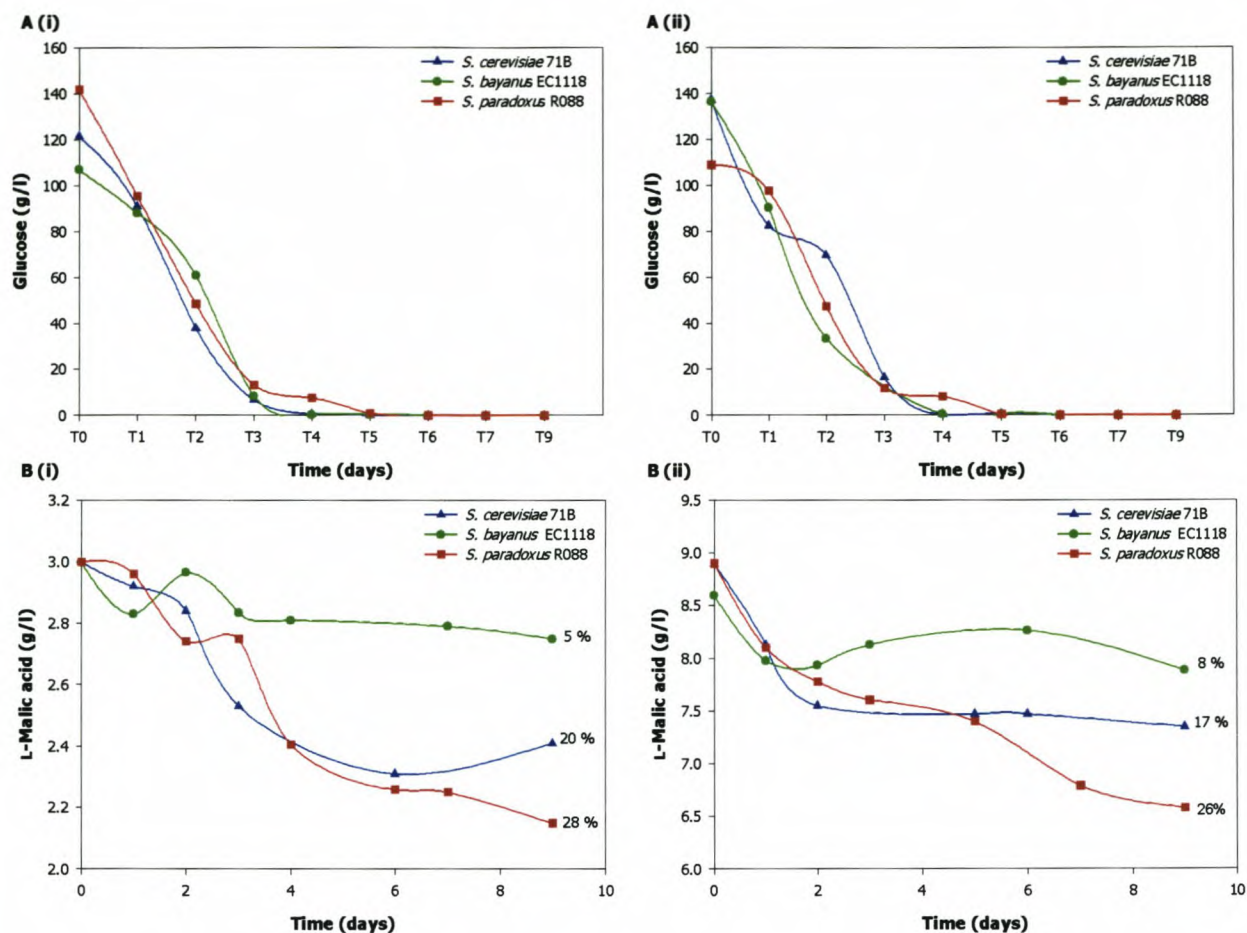 A (i)
160
140
120
100
80
60
40
20
0
Glucose (g/l)
S. cerevisiae 71B
S. bayanus EC1118
S. paradoxus R088
T0 T1 T2 T3 T4 T5 T6 T7 T9
Time (days)
A (ii)
160
140
120
100
80
60
40
20
0
Glucose (g/l)
S. cerevisiae 71B
S. bayanus EC1118
S. paradoxus R088
T0 T1 T2 T3 T4 T5 T6 T7 T9
Time (days)
B (i)
3.2
3.0
2.8
2.6
2.4
2.2
2.0
L-Malic acid (g/l)
S. cerevisiae 71B
S. bayanus EC1118
S. paradoxus R088
5 %
20 %
28 %
0 2 4 6 8 10
Time (days)
B (ii)
9.5
9.0
8.5
8.0
7.5
7.0
6.5
6.0
L-Malic acid (g/l)
S. cerevisiae 71B
S. bayanus EC1118
S. paradoxus R088
8 %
17 %
26%
0 2 4 6 8 10
Time (days)